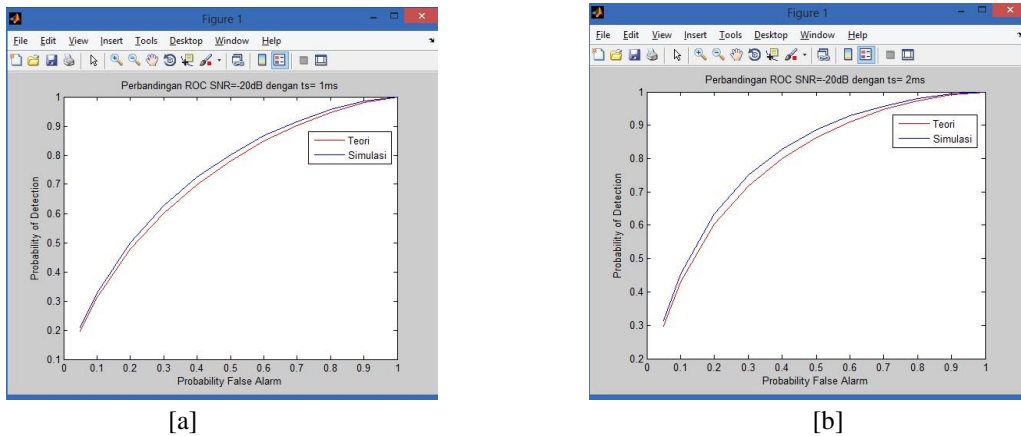 Figure 1
File Edit View Insert Tools Desktop Window Help
Perbandingan ROC SNR=-20dB dengan ts= 1ms
1
0.9
0.8
0.7
0.6
0.5
0.4
0.3
0.2
0.1
Probability of Detection
Teori
Simulasi
0 0.1 0.2 0.3 0.4 0.5 0.6 0.7 0.8 0.9 1
Probability False Alarm
[a]
Figure 1
File Edit View Insert Tools Desktop Window Help
Perbandingan ROC SNR=-20dB dengan ts= 2ms
1
0.9
0.8
0.7
0.6
0.5
0.4
0.3
0.2
Probability of Detection
Teori
Simulasi
0 0.1 0.2 0.3 0.4 0.5 0.6 0.7 0.8 0.9 1
Probability False Alarm
[b]